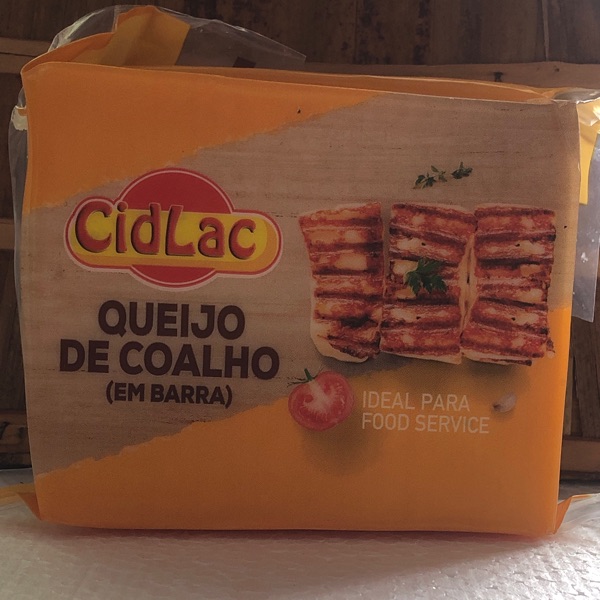 CidLac
QUEIJO
DE COALHO
(EM BARRA)
IDEAL PARA
FOOD SERVICE